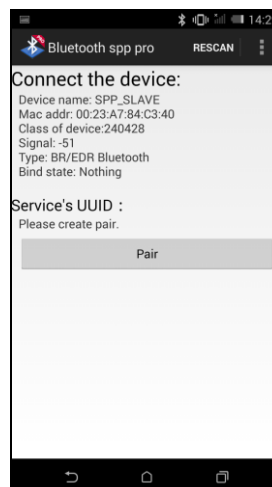 14:2
Bluetooth spp pro RESCAN
Connect the device:
Device name: SPP_SLAVE
Mac addr: 00:23:A7:84:C3:40
Class of device:240428
Signal: -51
Type: BR/EDR Bluetooth
Bind state: Nothing
Service's UUID：
Please create pair.
Pair